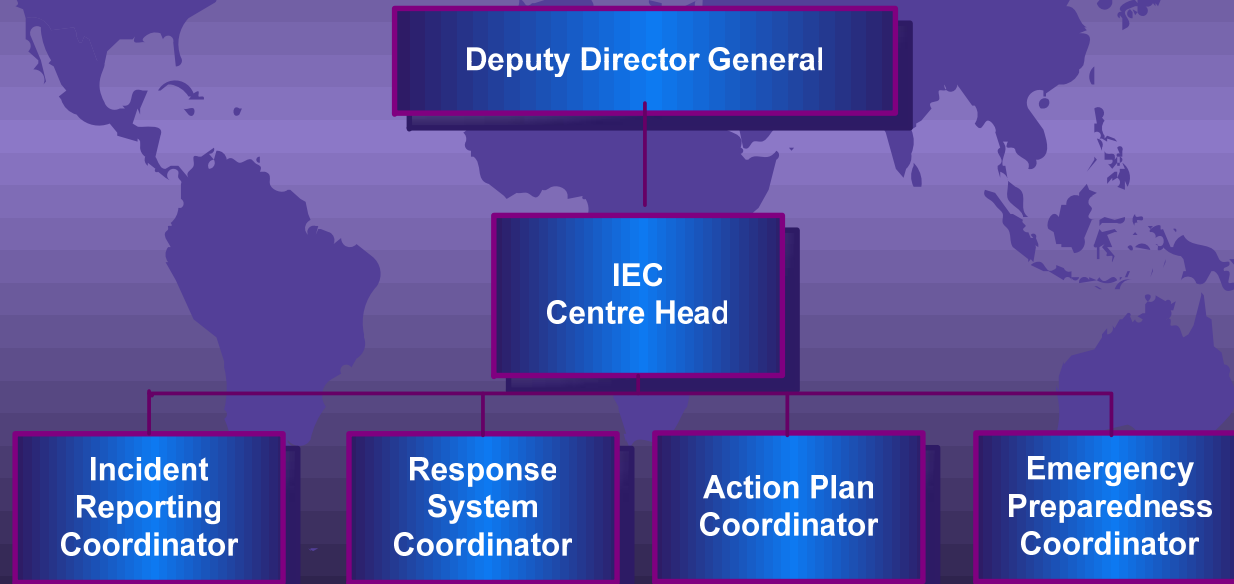 Deputy Director General
IEC
Centre Head
Incident
Reporting
Coordinator
Response
System
Coordinator
Action Plan
Coordinator
Emergency
Preparedness
Coordinator